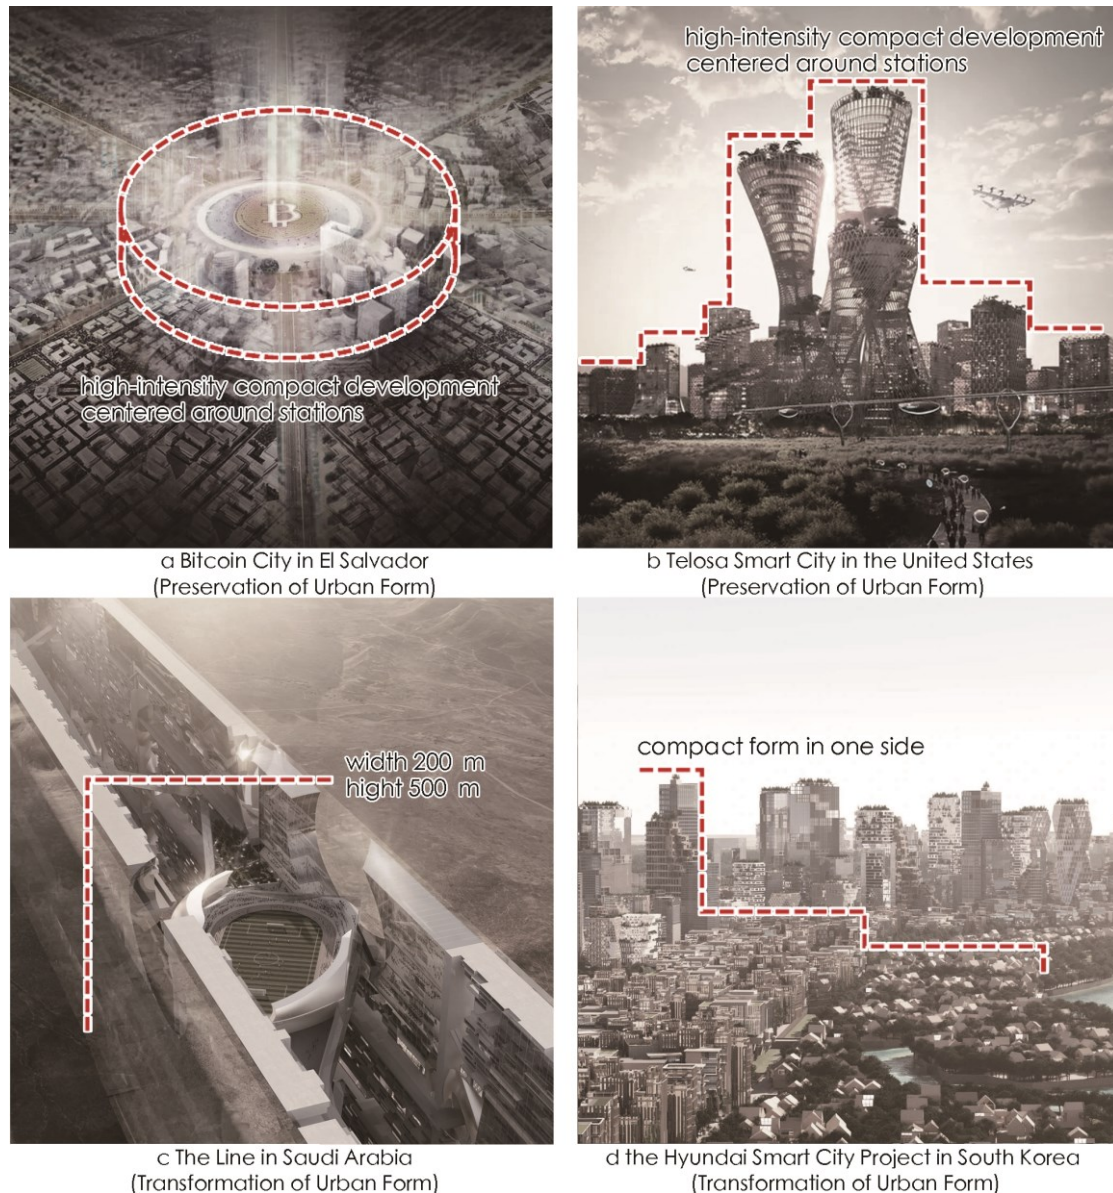 high-intensity compact development
centered around stations
a Bitcoin City in El Salvador
(Preservation of Urban Form)
high-intensity compact development
centered around stations
b Telosa Smart City in the United States
(Preservation of Urban Form)
width 200 m
hight 500 m
c The Line in Saudi Arabia
(Transformation of Urban Form)
compact form in one side
d the Hyundai Smart City Project in South Korea
(Transformation of Urban Form)